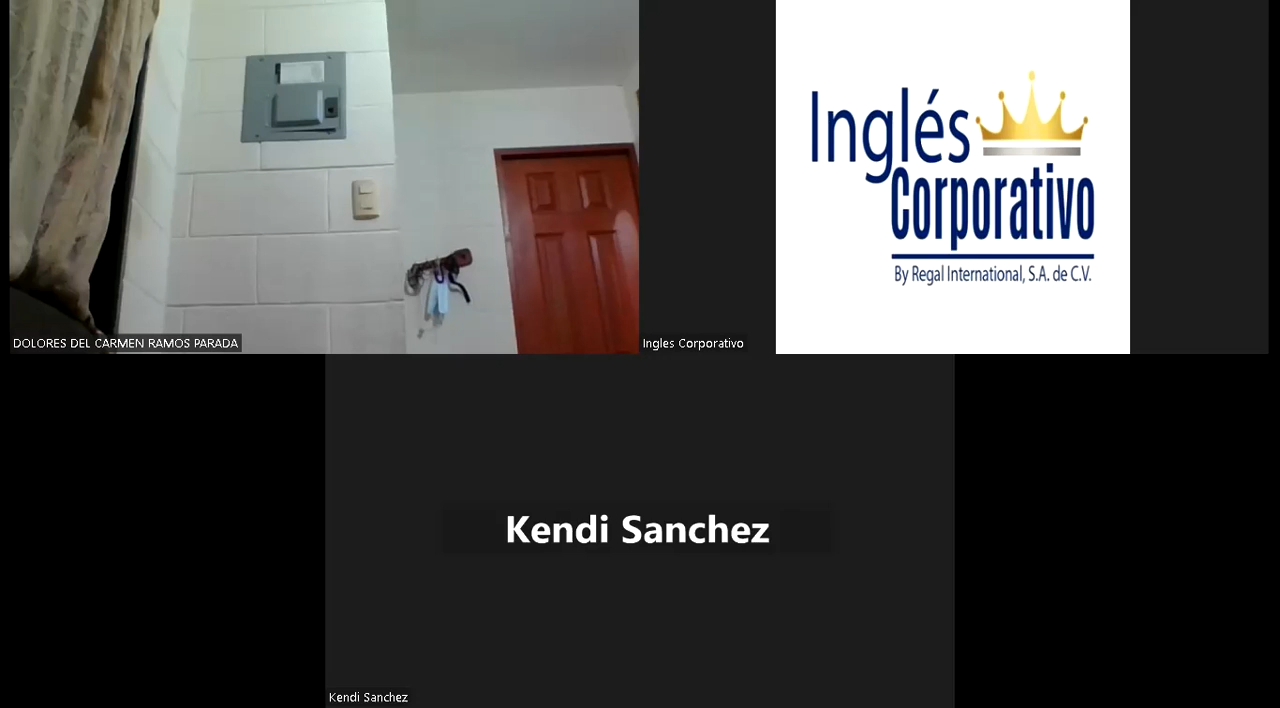 Inglés
Corporativo
By Regal International, S.A. de C.V.
DOLORES DEL CARMEN RAMOS PARADA
Ingles Corporativo
Kendi Sanchez
Kendi Sanchez